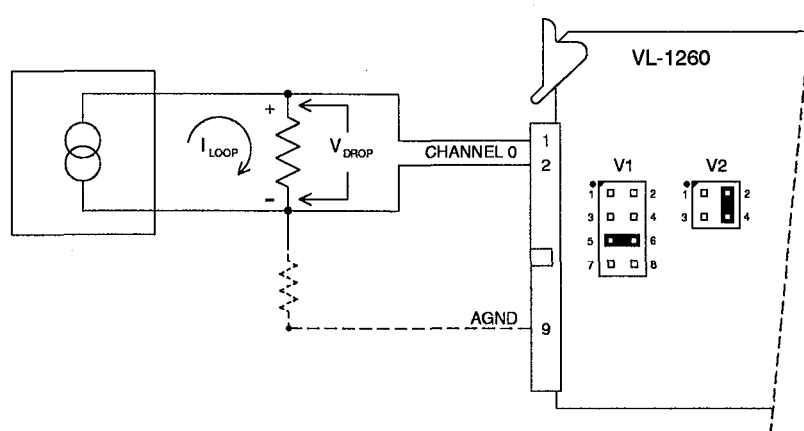 VL-1260
+
I LOOP
V DROP
-
CHANNEL 0
1
2
V1
1 2
3 4
5 6
7 8
V2
1 2
3 4
AGND
9